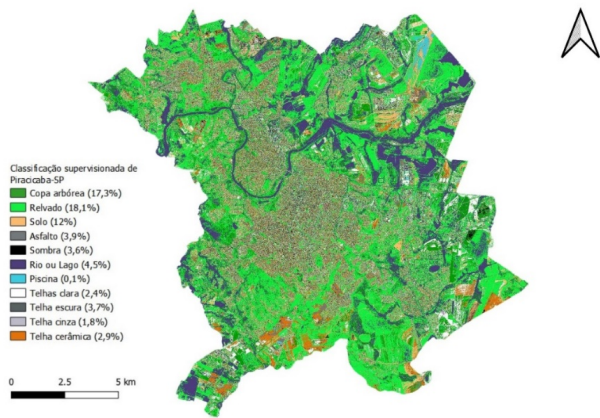 Classificação supervisionada de
Piracicaba-SP
Copa arbórea (17,3%)
Relvado (18,1%)
Solo (12%)
Asfalto (3,9%)
Sombra (3,6%)
Rio ou Lago (4,5%)
Piscina (0,1%)
Telhas clara (2,4%)
Telha escura (3,7%)
Telha cinza (1,8%)
Telha cerâmica (2,9%)
0 2.5 5 km